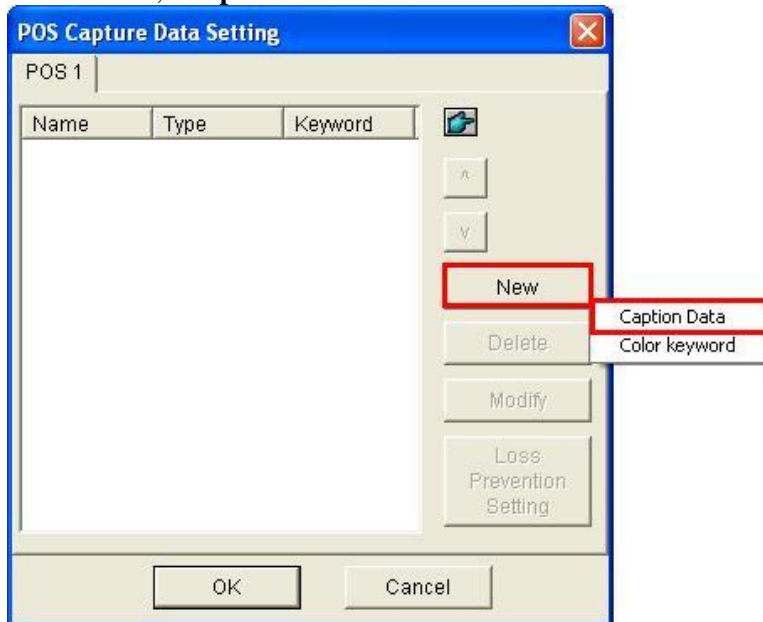 POS Capture Data Setting
POS 1
Name Type Keyword
^
v
New
Caption Data
Color keyword
Delete
Modify
Loss
Prevention
Setting
OK Cancel